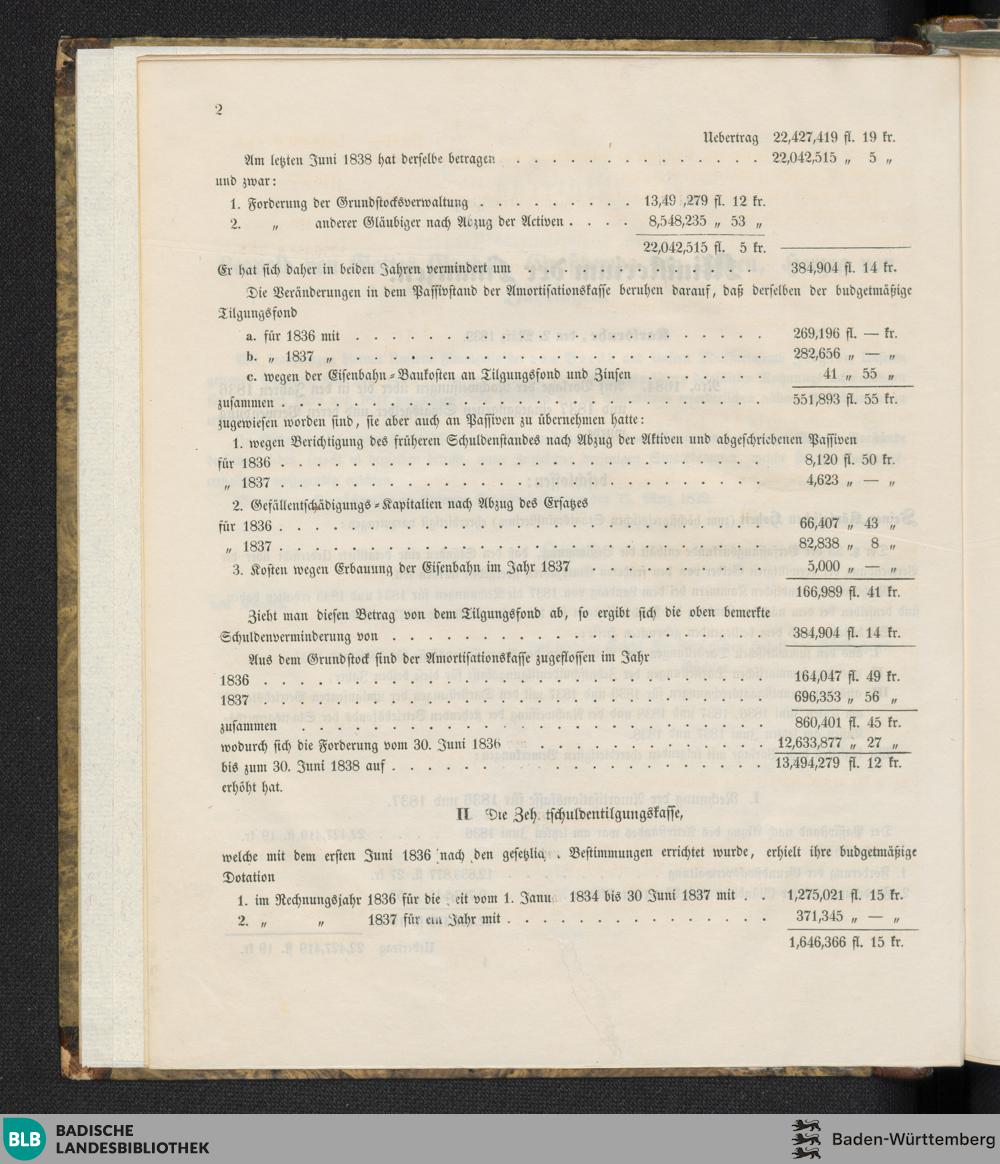 2
Uebertrag 22,427,419 fl. 19 kr.
Am letzten Juni 1838 hat derselbe betragen . . . . . . . . . . . . . . 22,042,515 „ 5 „
und zwar:
1. Forderung der Grundstocksverwaltung . . . . . . . . . 13,49 ,279 fl. 12 kr.
2. „ anderer Gläubiger nach Abzug der Activen . . . . 8,548,235 „ 53 „
22,042,515 fl. 5 kr.
Er hat sich daher in beiden Jahren vermindert um . . . . . . . . . . . 384,904 fl. 14 kr.
Die Veränderungen in dem Passivstand der Amortisationskasse beruhen darauf, daß derselben der budgetmäßige
Tilgungsfond
a. für 1836 mit . . . . . . . . . . . . . . . . . . . 269,196 fl. — kr.
b. „ 1837 „ . . . . . . . . . . . . . . . . . . . 282,656 „ — „
c. wegen der Eisenbahn-Baukosten an Tilgungsfond und Zinsen . . . . . . . 41 „ 55 „
zusammen . . . . . . . . . . . . . . . . . . . . . . 551,893 fl. 55 kr.
zugewiesen worden sind, sie aber auch an Passiven zu übernehmen hatte:
1. wegen Berichtigung des früheren Schuldenstandes nach Abzug der Aktiven und abgeschriebenen Passiven
für 1836 . . . . . . . . . . . . . . . . . . . . . . 8,120 fl. 50 kr.
„ 1837 . . . . . . . . . . . . . . . . . . . . . . 4,623 „ — „
2. Gefällentschädigungs-Kapitalien nach Abzug des Ersatzes
für 1836 . . . . . . . . . . . . . . . . . . . . . . 66,407 „ 43 „
„ 1837 . . . . . . . . . . . . . . . . . . . . . . 82,838 „ 8 „
3. Kosten wegen Erbauung der Eisenbahn im Jahr 1837 . . . . . . . . . 5,000 „ — „
166,989 fl. 41 kr.
Zieht man diesen Betrag von dem Tilgungsfond ab, so ergibt sich die oben bemerkte
Schuldenverminderung von . . . . . . . . . . . . . . . . . 384,904 fl. 14 kr.
Aus dem Grundstock sind der Amortisationskasse zugeflossen im Jahr
1836 . . . . . . . . . . . . . . . . . . . . . . . 164,047 fl. 49 kr.
1837 . . . . . . . . . . . . . . . . . . . . . . . 696,353 „ 56 „
zusammen . . . . . . . . . . . . . . . . . . . . . 860,401 fl. 45 kr.
wodurch sich die Forderung vom 30. Juni 1836 . . . . . . . . . . . 12,633,877 „ 27 „
bis zum 30. Juni 1838 auf . . . . . . . . . . . . . . . . . 13,494,279 fl. 12 kr.
erhöht hat.
II Die Zeh tschuldentilgungskasse,
welche mit dem ersten Juni 1836 nach den gesetzlic . Bestimmungen errichtet wurde, erhielt ihre budgetmäßige
Dotation
1. im Rechnungsjahr 1836 für die eit vom 1. Janu 1834 bis 30 Juni 1837 mit . . 1,275,021 fl. 15 kr.
2. „ „ 1837 für ein Jahr mit . . . . . . . . . . . . . 371,345 „ — „
1,646,366 fl. 15 kr.
BLB BADISCHE
LANDESBIBLIOTHEK
Baden-Württemberg